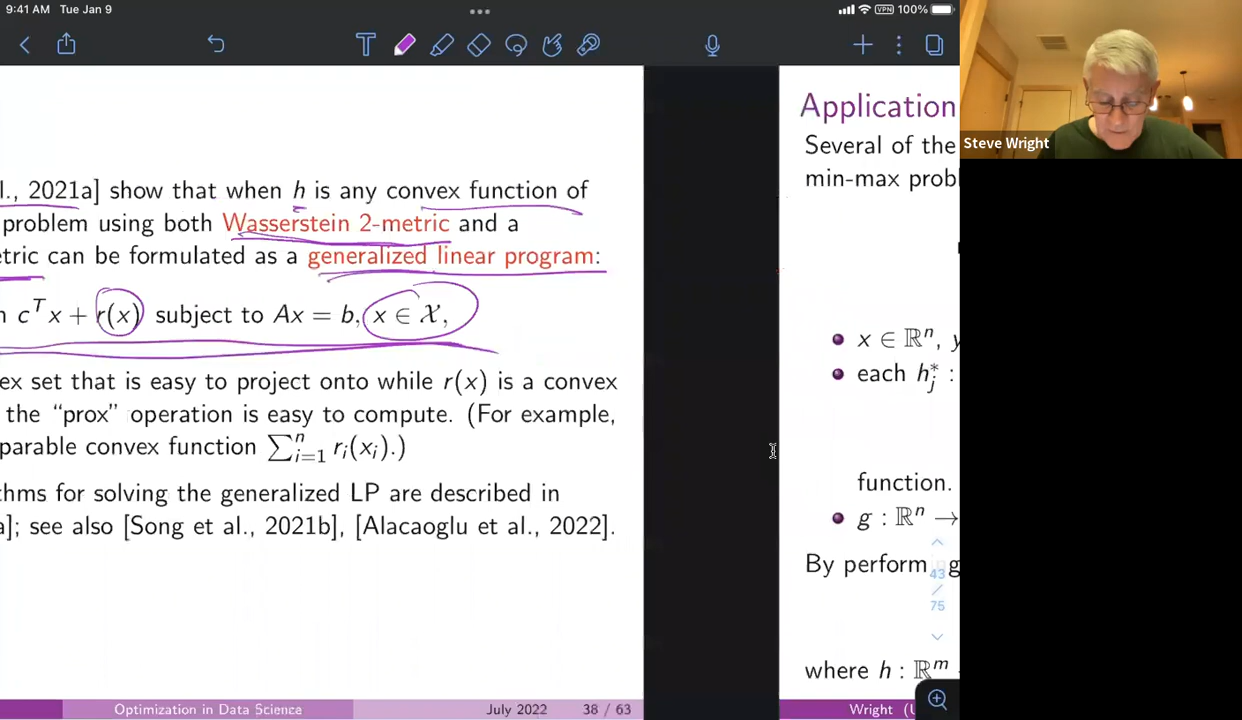 9:41 AM Tue Jan 9
VPN 100%
T
l., 2021a] show that when h is any convex function of
problem using both Wasserstein 2-metric and a
etric can be formulated as a generalized linear program:
n c^T x + r(x) subject to Ax = b, x ∈ 𝒳,
ex set that is easy to project onto while r(x) is a convex
the “prox” operation is easy to compute. (For example,
parable convex function ∑_{i=1}^n r_i(x_i).)
thms for solving the generalized LP are described in
a]; see also [Song et al., 2021b], [Alacaoglu et al., 2022].
Optimization in Data Science July 2022 38 / 63
Application
Several of the
min-max probl
x ∈ ℝ^n, y
each h_j^* :
function.
g : ℝ^n →
By perform
43
/
75
where h : ℝ^m
Wright (U
Steve Wright